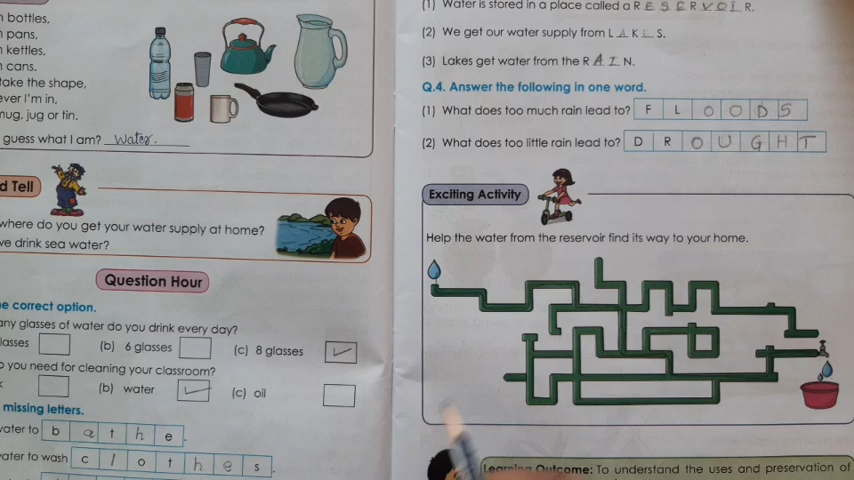 bottles,
pans,
kettles,
cans.
take the shape,
ever I'm in,
mug, jug or tin.
guess what I am? water.
d Tell
where do you get your water supply at home?
we drink sea water?
Question Hour
e correct option.
any glasses of water do you drink every day?
lasses (b) 6 glasses (c) 8 glasses
you need for cleaning your classroom?
(b) water (c) oil
missing letters.
water to b a t h e.
water to wash c l o t h e s.
(1) Water is stored in a place called a R E S E R V O I R.
(2) We get our water supply from L A K E S.
(3) Lakes get water from the R A I N.
Q.4. Answer the following in one word.
(1) What does too much rain lead to? F L O O D S
(2) What does too little rain lead to? D R O U G H T
Exciting Activity
Help the water from the reservoir find its way to your home.
Learning Outcome: To understand the uses and preservation of